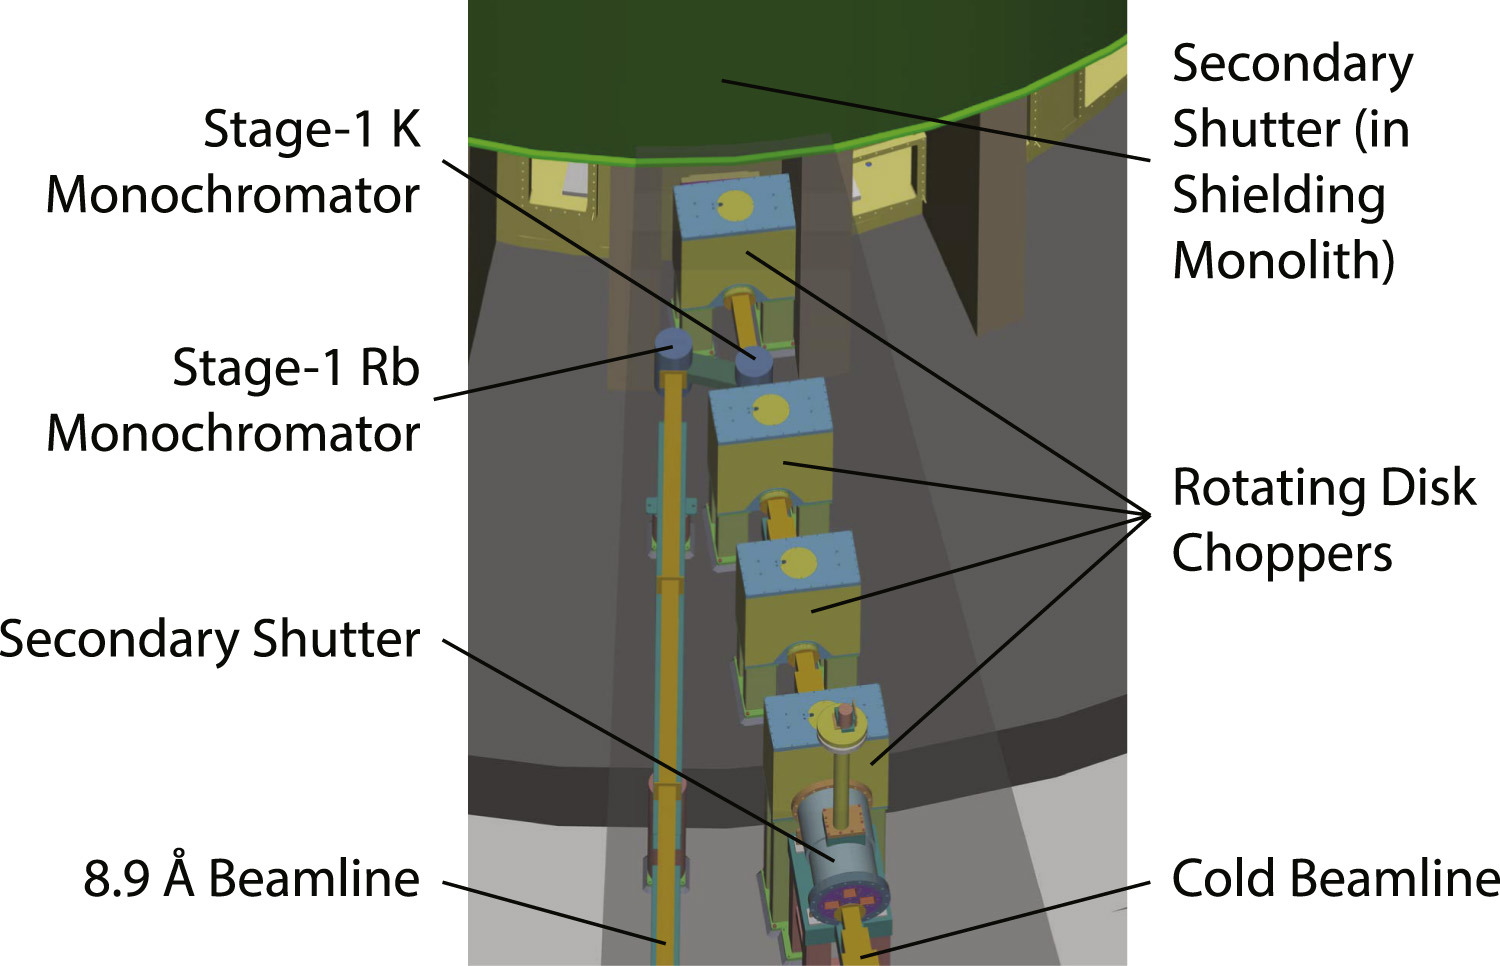 Stage-1 K
Monochromator
Stage-1 Rb
Monochromator
Secondary Shutter
8.9 Å Beamline
Secondary
Shutter (in
Shielding
Monolith)
Rotating Disk
Choppers
Cold Beamline